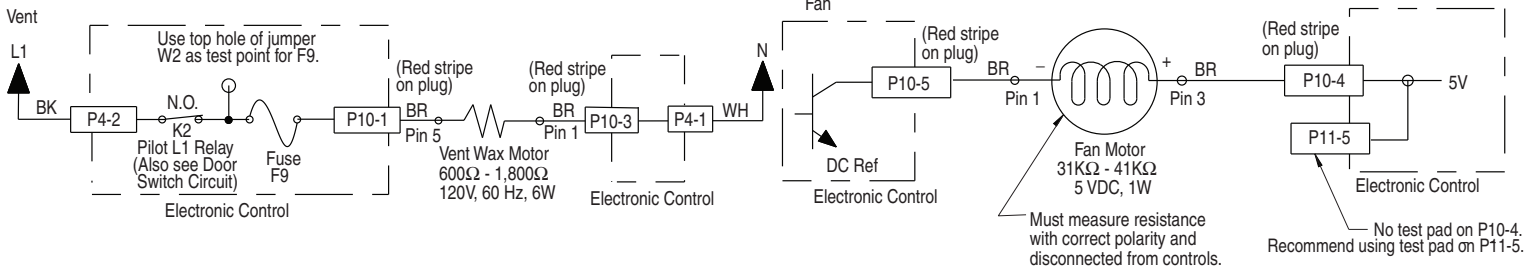 Vent
L1
BK
P4-2
Use top hole of jumper
W2 as test point for F9.
N.O.
K2
Pilot L1 Relay
(Also see Door
Switch Circuit)
Fuse
F9
P10-1
Electronic Control
(Red stripe
on plug)
BR
Pin 5
Vent Wax Motor
600Ω - 1,800Ω
120V, 60 Hz, 6W
(Red stripe
on plug)
BR
Pin 1
P10-3
P4-1
Electronic Control
WH
N
Fan
DC Ref
P10-5
Electronic Control
(Red stripe
on plug)
BR
Pin 1
–
+
Fan Motor
31KΩ - 41KΩ
5 VDC, 1W
Must measure resistance
with correct polarity and
disconnected from controls.
BR
Pin 3
(Red stripe
on plug)
P10-4
5V
P11-5
Electronic Control
No test pad on P10-4.
Recommend using test pad on P11-5.